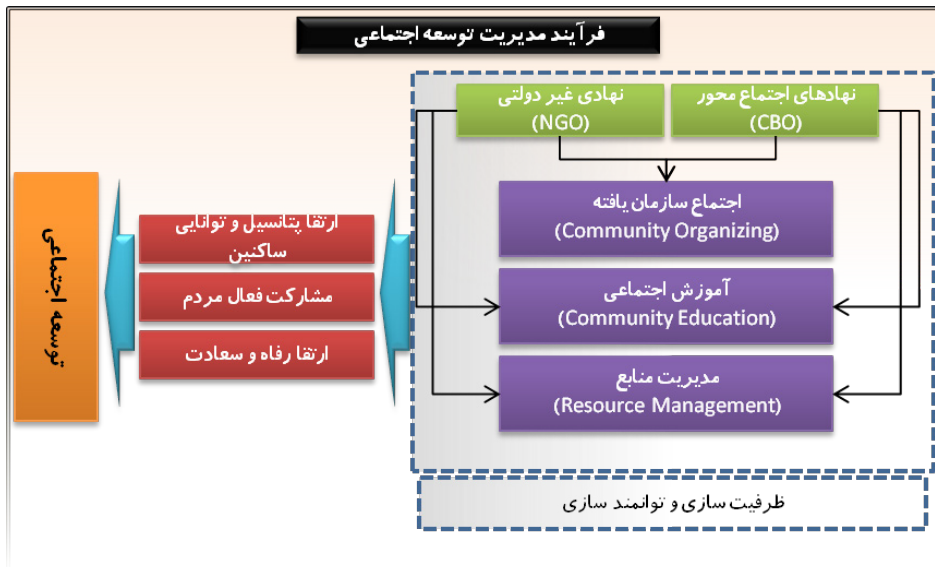 فرآیند مدیریت توسعه اجتماعی
نهادهای اجتماع محور
(CBO)
نهادی غیر دولتی
(NGO)
اجتماع سازمان یافته
(Community Organizing)
آموزش اجتماعی
(Community Education)
مدیریت منابع
(Resource Management)
ظرفیت سازی و توانمند سازی
ارتقا پتانسیل و توانایی
ساکنین
مشارکت فعال مردم
ارتقا رفاه و سعادت
توسعه اجتماعی